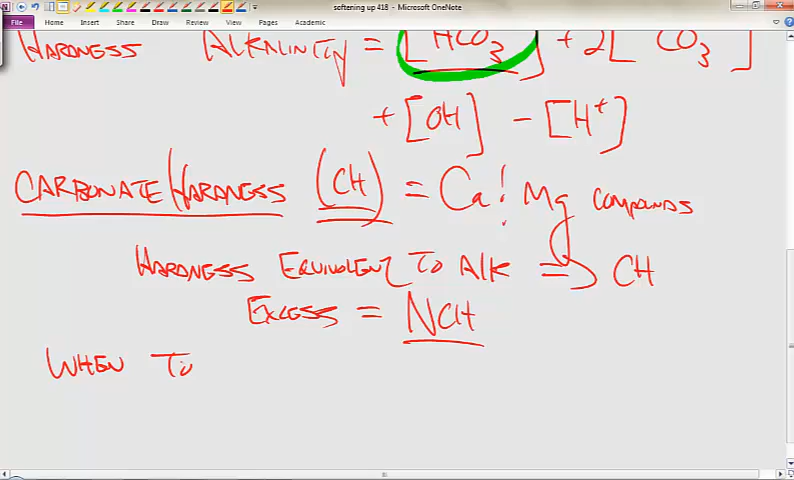 softening up 418 - Microsoft OneNote
File Home Insert Share Draw Review View Pages Academic
HARDNESS ALKALINITY = [HCO3] + 2[CO3]
+ [OH] - [H+]
CARBONATE HARDNESS (CH) = Ca! Mg COMPOUNDS
HARDNESS EQUIVALENT TO ALK => CH
EXCESS = NCH
WHEN TO